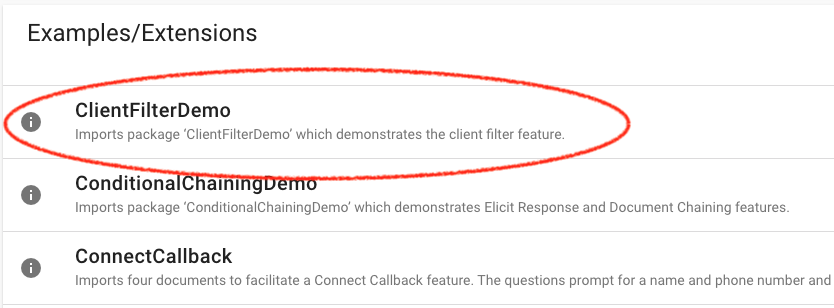 Examples/Extensions
ClientFilterDemo
Imports package ‘ClientFilterDemo’ which demonstrates the client filter feature.
ConditionalChainingDemo
Imports package ‘ConditionalChainingDemo’ which demonstrates Elicit Response and Document Chaining features.
ConnectCallback
Imports four documents to facilitate a Connect Callback feature. The questions prompt for a name and phone number and